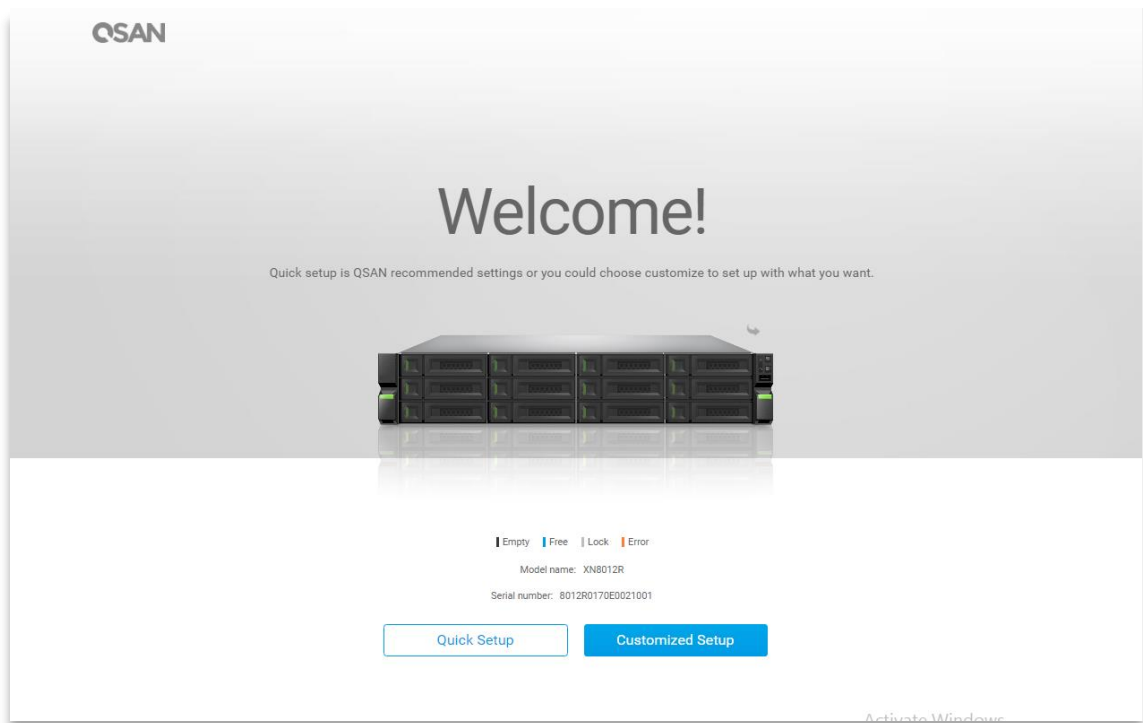 QSAN
Welcome!
Quick setup is QSAN recommended settings or you could choose customize to set up with what you want.
Empty Free Lock Error
Model name: XN8012R
Serial number: 8012R0170E0021001
Quick Setup Customized Setup
Activate Windows